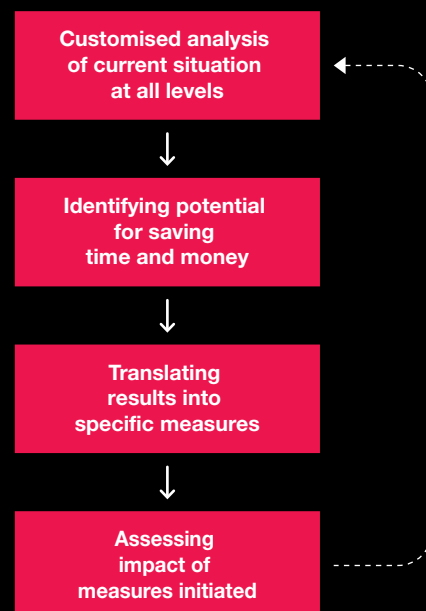 Customised analysis
of current situation
at all levels
Identifying potential
for saving
time and money
Translating
results into
specific measures
Assessing
impact of
measures initiated